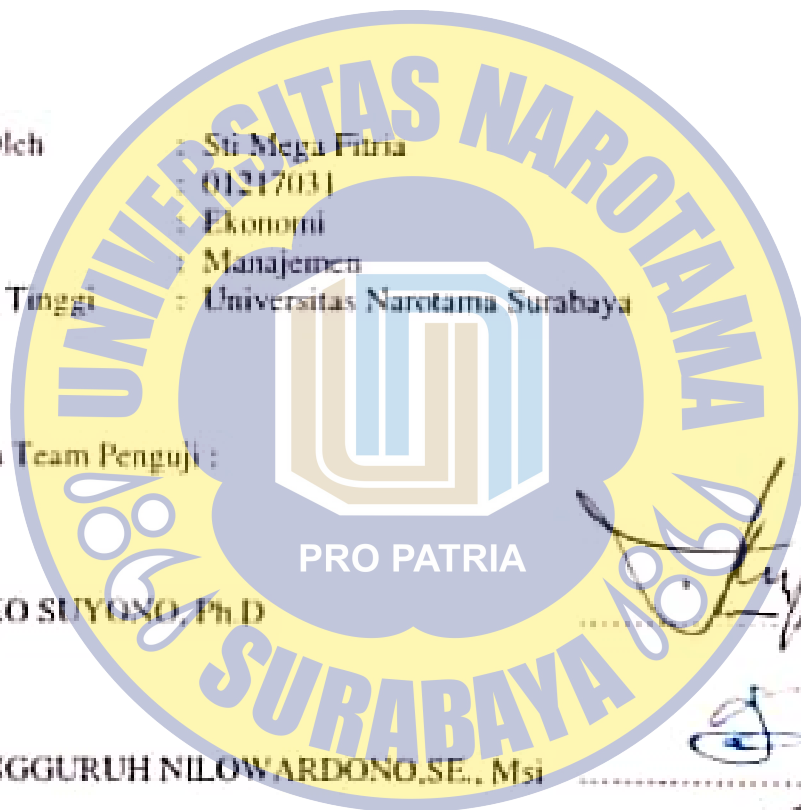 Oleh : Sti Mega Fitria
: 01217031
: Ekonomi
: Manajemen
Tinggi : Universitas Narotama Surabaya
Team Penguji :
KO SUYONO, Ph.D
GGURUH NILOWARDONO,SE., Msi
UNIVERSITAS NAROTAMA
PRO PATRIA
SURABAYA